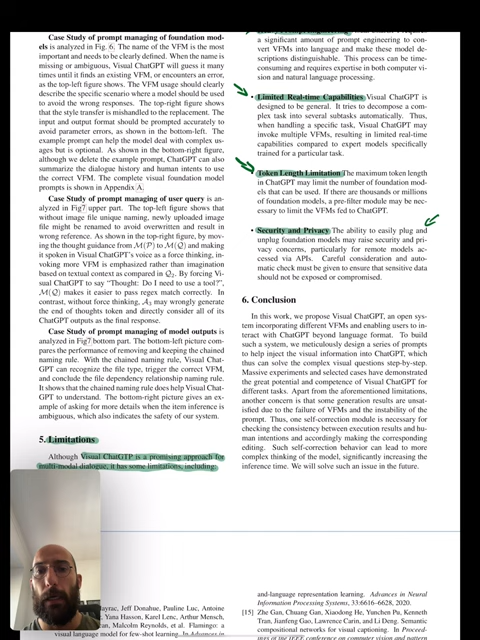 Case Study of prompt managing of foundation mod-
els is analyzed in Fig. 6. The name of the VFM is the most
important and needs to be clearly defined. When the name is
missing or ambiguous, Visual ChatGPT will guess it many
times until it finds an existing VFM, or encounters an error,
as the top-left figure shows. The VFM usage should clearly
describe the specific scenario where a model should be used
to avoid the wrong responses. The top-right figure shows
that the style transfer is mishandled to the replacement. The
input and output format should be prompted accurately to
avoid parameter errors, as shown in the bottom-left. The
example prompt can help the model deal with complex us-
ages but is optional. As shown in the bottom-right figure,
although we delete the example prompt, ChatGPT can also
summarize the dialogue history and human intents to use
the correct VFM. The complete visual foundation model
prompts is shown in Appendix A.
Case Study of prompt managing of user query is an-
alyzed in Fig7 upper part. The top-left figure shows that
without image file unique naming, newly uploaded image
file might be renamed to avoid overwritten and result in
wrong reference. As shown in the top-right figure, by mov-
ing the thought guidance from M(P) to M(Q) and making
it spoken in Visual ChatGPT's voice as a force thinking, in-
voking more VFM is emphasized rather than imagination
based on textual context as compared in Q2. By forcing Vi-
sual ChatGPT to say "Thought: Do I need to use a tool?",
M(Q) makes it easier to pass regex match correctly. In
contrast, without force thinking, A3 may wrongly generate
the end of thoughts token and directly consider all of its
ChatGPT outputs as the final response.
Case Study of prompt managing of model outputs is
analyzed in Fig7 bottom part. The bottom-left picture com-
pares the performance of removing and keeping the chained
naming rule. With the chained naming rule, Visual Chat-
GPT can recognize the file type, trigger the correct VFM,
and conclude the file dependency relationship naming rule.
It shows that the chained naming rule does help Visual Chat-
GPT to understand. The bottom-right picture gives an ex-
ample of asking for more details when the item inference is
ambiguous, which also indicates the safety of our system.
5. Limitations
Although Visual ChatGTP is a promising approach for
multi-modal dialogue, it has some limitations, including:
a significant amount of prompt engineering to con-
vert VFMs into language and make these model de-
scriptions distinguishable. This process can be time-
consuming and requires expertise in both computer vi-
sion and natural language processing.
• Limited Real-time Capabilities Visual ChatGPT is
designed to be general. It tries to decompose a com-
plex task into several subtasks automatically. Thus,
when handling a specific task, Visual ChatGPT may
invoke multiple VFMs, resulting in limited real-time
capabilities compared to expert models specifically
trained for a particular task.
• Token Length Limitation The maximum token length
in ChatGPT may limit the number of foundation mod-
els that can be used. If there are thousands or millions
of foundation models, a pre-filter module may be nec-
essary to limit the VFMs fed to ChatGPT.
• Security and Privacy The ability to easily plug and
unplug foundation models may raise security and pri-
vacy concerns, particularly for remote models ac-
cessed via APIs. Careful consideration and auto-
matic check must be given to ensure that sensitive data
should not be exposed or compromised.
6. Conclusion
In this work, we propose Visual ChatGPT, an open sys-
tem incorporating different VFMs and enabling users to in-
teract with ChatGPT beyond language format. To build
such a system, we meticulously design a series of prompts
to help inject the visual information into ChatGPT, which
thus can solve the complex visual questions step-by-step.
Massive experiments and selected cases have demonstrated
the great potential and competence of Visual ChatGPT for
different tasks. Apart from the aforementioned limitations,
another concern is that some generation results are unsat-
isfied due to the failure of VFMs and the instability of the
prompt. Thus, one self-correction module is necessary for
checking the consistency between execution results and hu-
man intentions and accordingly making the corresponding
editing. Such self-correction behavior can lead to more
complex thinking of the model, significantly increasing the
inference time. We will solve such an issue in the future.
Jeff Donahue, Pauline Luc, Antoine
Yana Hasson, Karel Lenc, Arthur Mensch,
Malcolm Reynolds, et al. Flamingo: a
visual language model for few-shot learning. In Advances in
and-language representation learning. Advances in Neural
Information Processing Systems, 33:6616–6628, 2020.
[15] Zhe Gan, Chuang Gan, Xiaodong He, Yunchen Pu, Kenneth
Tran, Jianfeng Gao, Lawrence Carin, and Li Deng. Semantic
compositional networks for visual captioning. In Proceed-